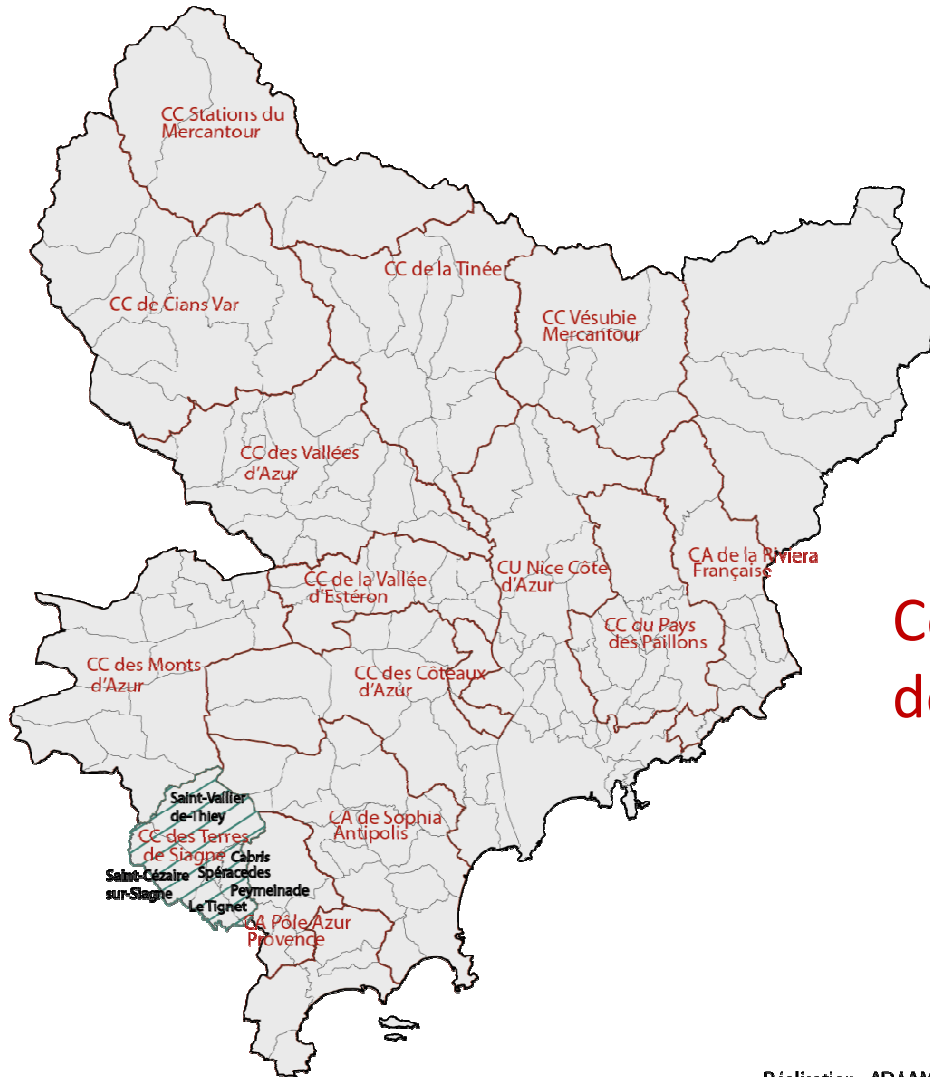 CC Stations du
Mercantour
CC de la Tinée
CC de Cians Var
CC Vésubie
Mercantour
CC des Vallées
d'Azur
CA de la Riviera
Française
CU Nice Côte
d'Azur
CC de la Vallée
d'Estéron
CC du Pays
des Paillons
CC des Monts
d'Azur
CC des Côteaux
d'Azur
Saint-Vallier
de-Thiey
CA de Sophia
Antipolis
CC des Terres
de Siagne
Cabris
Spéracèdes
Saint-Cézaire
sur-Siagne
Peymeinade
Le Tignet
CA Pôle Azur
Provence